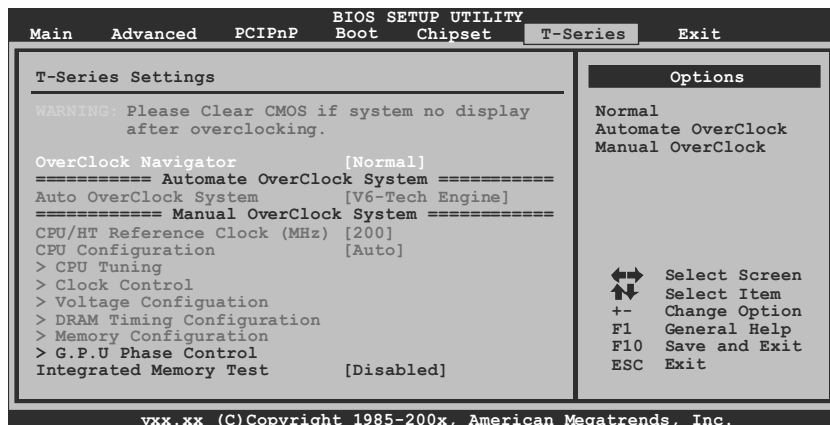 BIOS SETUP UTILITY
Main Advanced PCIPnP Boot Chipset T-Series Exit
T-Series Settings
WARNING: Please Clear CMOS if system no display
after overclocking.
OverClock Navigator [Normal]
=========== Automate OverClock System ===========
Auto OverClock System [V6-Tech Engine]
============ Manual OverClock System ============
CPU/HT Reference Clock (MHz) [200]
CPU Configuration [Auto]
> CPU Tuning
> Clock Control
> Voltage Configuation
> DRAM Timing Configuration
> Memory Configuration
> G.P.U Phase Control
Integrated Memory Test [Disabled]
Options
Normal
Automate OverClock
Manual OverClock
Select Screen
Select Item
+- Change Option
F1 General Help
F10 Save and Exit
ESC Exit
vxx.xx (C)Copyright 1985-200x, American Megatrends, Inc.